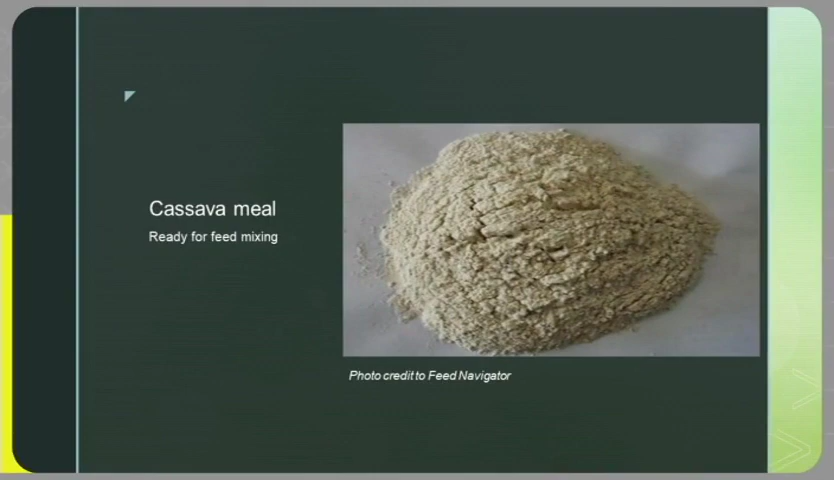 Cassava meal
Ready for feed mixing
Photo credit to Feed Navigator